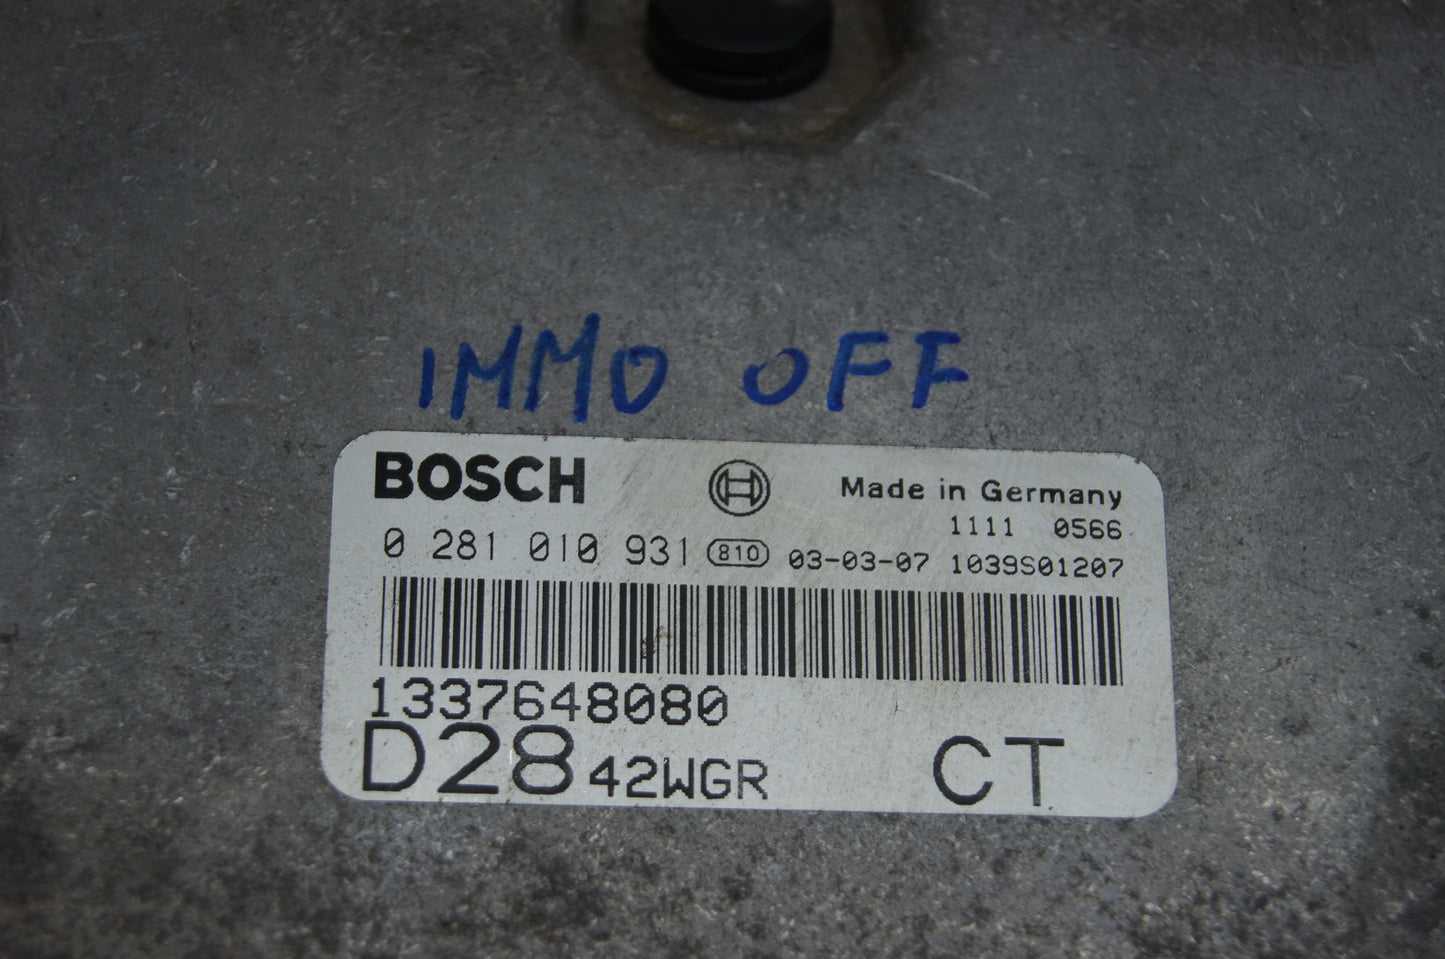 IMMO OFF
BOSCH Made in Germany
1111 0566
0 281 010 931 810 03-03-07 1039S01207
1337648080
D28 42WGR CT